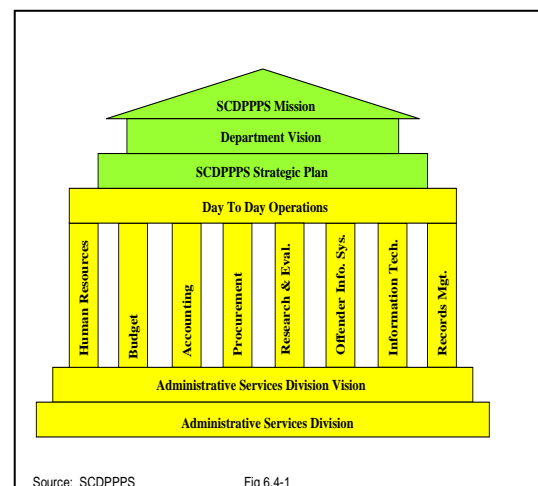 SCDPPPS Mission
Department Vision
SCDPPPS Strategic Plan
Day To Day Operations
Human Resources
Budget
Accounting
Procurement
Research & Eval.
Offender Info. Sys.
Information Tech.
Records Mgt.
Administrative Services Division Vision
Administrative Services Division
Source: SCDPPPS Fig 6.4-1